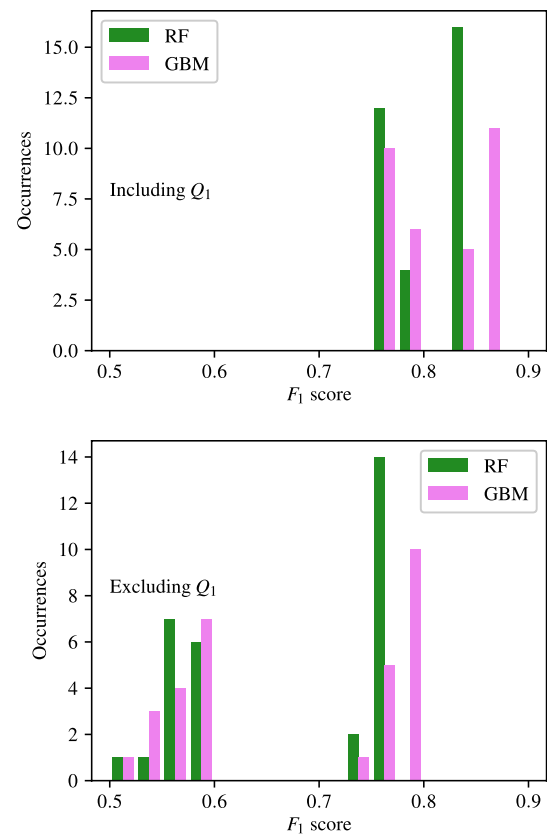 RF
GBM
15.0
12.5
10.0
7.5
5.0
2.5
0.0
Occurrences
Including Q₁
0.5 0.6 0.7 0.8 0.9
F₁ score
RF
GBM
14
12
10
8
6
4
2
0
Occurrences
Excluding Q₁
0.5 0.6 0.7 0.8 0.9
F₁ score